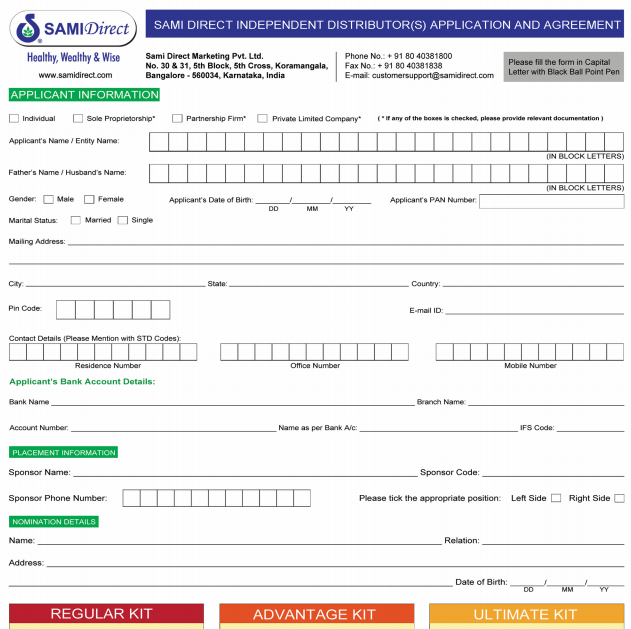 SAMIDirect®
Healthy, Wealthy & Wise
www.samidirect.com
SAMI DIRECT INDEPENDENT DISTRIBUTOR(S) APPLICATION AND AGREEMENT
Sami Direct Marketing Pvt. Ltd.
No. 30 & 31, 5th Block, 5th Cross, Koramangala,
Bangalore - 560034, Karnataka, India
Phone No.: + 91 80 40381800
Fax No.: + 91 80 40381838
E-mail: customersupport@samidirect.com
Please fill the form in Capital
Letter with Black Ball Point Pen
APPLICANT INFORMATION
Individual Sole Proprietorship* Partnership Firm* Private Limited Company* ( * If any of the boxes is checked, please provide relevant documentation )
Applicant's Name / Entity Name:
(IN BLOCK LETTERS)
Father's Name / Husband's Name:
(IN BLOCK LETTERS)
Gender: Male Female Applicant's Date of Birth: / / Applicant's PAN Number:
DD MM YY
Marital Status: Married Single
Mailing Address:
City: State: Country:
Pin Code: E-mail ID:
Contact Details (Please Mention with STD Codes):
Residence Number Office Number Mobile Number
Applicant's Bank Account Details:
Bank Name Branch Name:
Account Number: Name as per Bank A/c: IFS Code:
PLACEMENT INFORMATION
Sponsor Name: Sponsor Code:
Sponsor Phone Number: Please tick the appropriate position: Left Side Right Side
NOMINATION DETAILS
Name: Relation:
Address:
Date of Birth: / /
DD MM YY
REGULAR KIT ADVANTAGE KIT ULTIMATE KIT